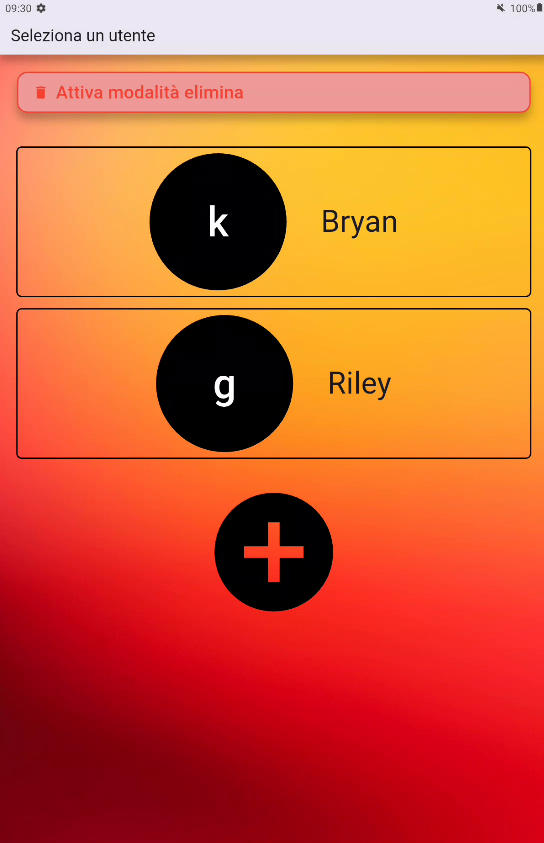 09:30 100%
Seleziona un utente
Attiva modalità elimina
k Bryan
g Riley